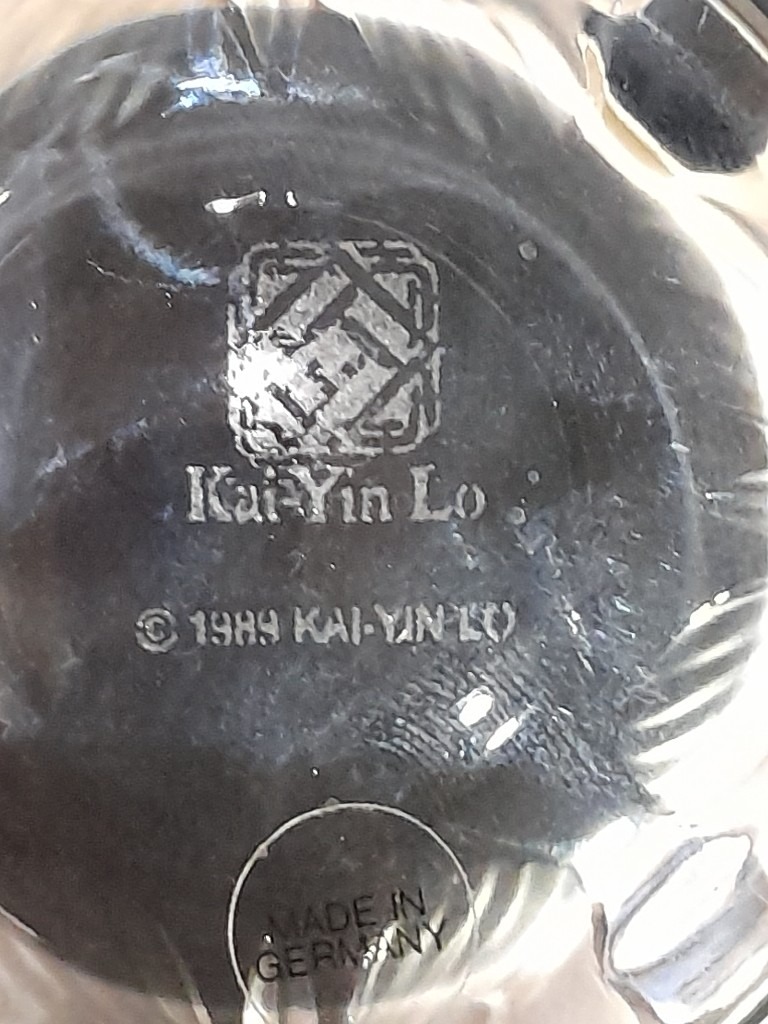 Kai-Yin Lo
© 1989 KAI-YIN LO
MADE IN
GERMANY